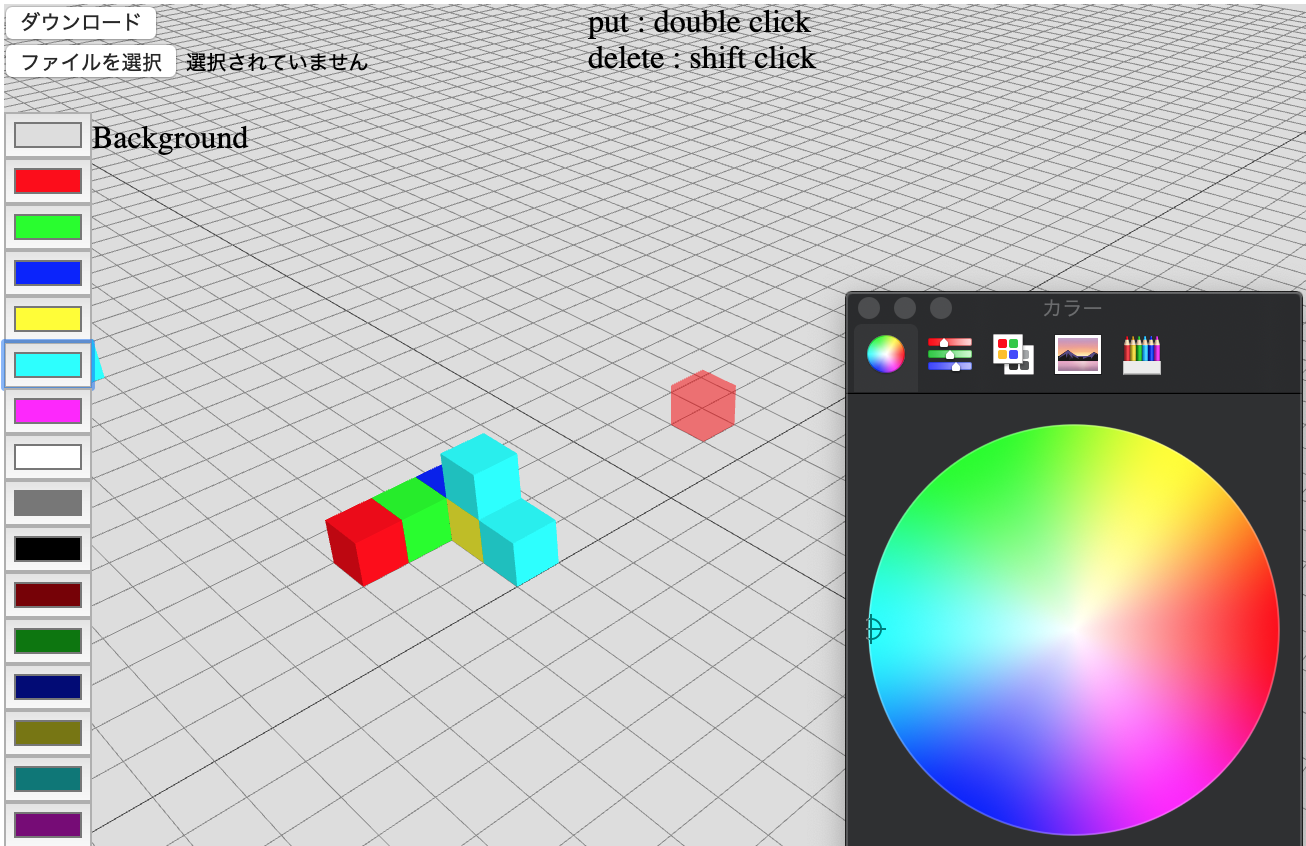 ダウンロード
put : double click
ファイルを選択 選択されていません
delete : shift click
Background
カラー